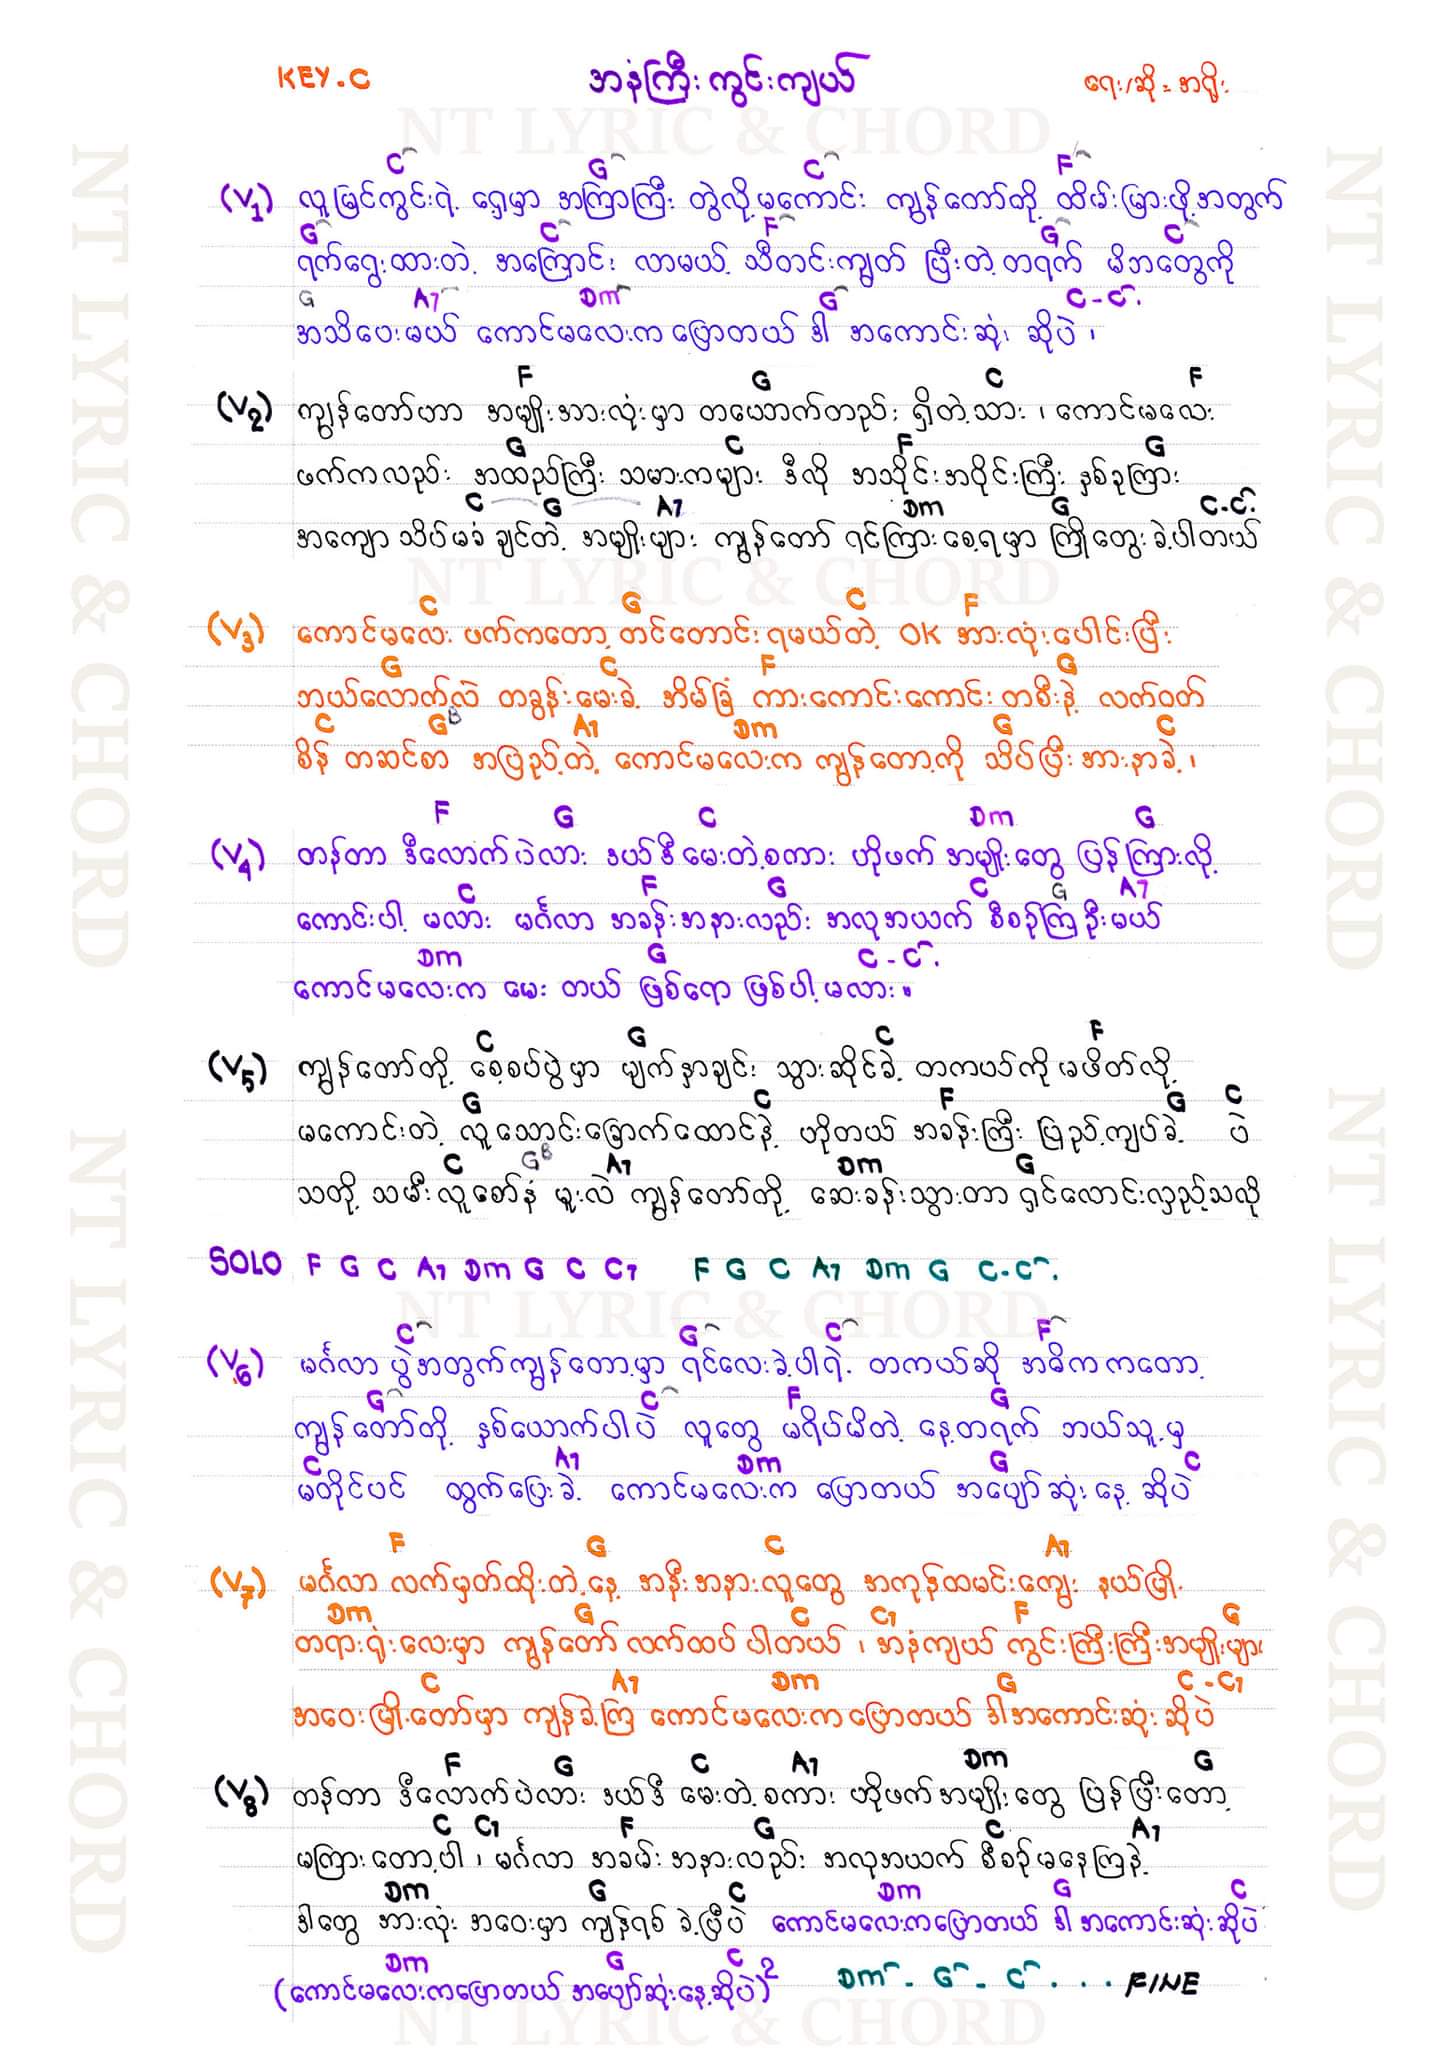 KEY-C အနံကြီးကွင်းကျယ် ရေး/ဆို = အရိုး
NT LYRIC & CHORD
C G C F
(V1) လူမြင်ကွင်းရဲ့ ရှေ့မှာ အကြာကြီး တွဲလို့မကောင်း ကျွန်တော်တို့ ထိမ်းမြားဖို့အတွက်
G C F G C
ရက်ရွေးထားတဲ့ အကြောင်း လာမယ့် သီတင်းကျွတ် ပြီးတဲ့တရက် မိဘတွေကို
G A7 Dm G C-C
အသိပေးမယ် ကောင်မလေးကပြောတယ် ဒါ အကောင်းဆုံး ဆိုပဲ ၊
F G C F
(V2) ကျွန်တော်ဟာ အမျိုးအားလုံးမှာ တယောက်တည်း ရှိတဲ့သား ၊ ကောင်မလေး
G C F G
ဖက်ကလည်း အထည်ကြီး သမားကများ ဒီလို အသိုင်းအဝိုင်းကြီး နှစ်ခုကြား
C G A7 Dm G C-C
အကျော သိပ်မခံ ချင်တဲ့ အမျိုးများ ကျွန်တော် ရင်ကြားစေ့ရမှာ ကြိုတွေးခဲ့ပါတယ်
NT LYRIC & CHORD
C G C F
(V3) ကောင်မလေး ဖက်ကတော့ တင်တောင်းရမယ်တဲ့ OK အားလုံးပေါင်းပြီး
G C F G
ဘယ်လောက်လဲ တခွန်းမေးခဲ့ အိမ်ခြံ ကားကောင်းကောင်း တစီးနဲ့ လက်ဝတ်
C GB A7 Dm G C
စိန် တဆင်စာ အပြည့်တဲ့ ကောင်မလေးက ကျွန်တော့ကို သိပ်ပြီးအားနာခဲ့ ၊
F G C Dm G
(V4) တန်တာ ဒီလောက်ပဲလား ဒယ်ဒီမေးတဲ့စကား ဟိုဖက် အမျိုးတွေ ပြန်ကြားလို့
C F G C G A7
ကောင်းပါ့ မလား မင်္ဂလာ အခန်းအနားလည်း အလုအယက် စီစဉ်ကြဦးမယ်
Dm G C - C
ကောင်မလေးက မေး တယ် ဖြစ်ရော ဖြစ်ပါ့မလား။
C G C F
(V5) ကျွန်တော်တို့ စေ့စပ်ပွဲမှာ မျက်နှာချင်း သွားဆိုင်ခဲ့ တကယ်ကိုမဖိတ်လို့
G C F G C
မကောင်းတဲ့ လူသောင်းခြောက်ထောင်နဲ့ ဟိုတယ် အခန်းကြီး ပြည့်ကျပ်ခဲ့ ပဲ
C GB A7 Dm G
သတို့ သမီးလူစော်နံ မူးလဲ ကျွန်တော်တို့ ဆေးခန်းသွားတာ ရှင်လောင်းလှည့်သလို
SOLO F G C A7 Dm G C C7 F G C A7 Dm G C-C.
NT LYRIC & CHORD
C G C F
(V6) မင်္ဂလာ ပွဲအတွက်ကျွန်တော့်မှာ ရင်လေးခဲ့ပါရဲ့ တကယ်ဆို အဓိကကတော့
G C F G
ကျွန်တော်တို့ နှစ်ယောက်ပါပဲ လူတွေ မရိပ်မိတဲ့ နေ့တရက် ဘယ်သူ့မှ
C A7 Dm G C
မတိုင်ပင် ထွက်ပြေးခဲ့ ကောင်မလေးက ပြောတယ် အပျော်ဆုံးနေ့ ဆိုပဲ
F G C A7
(V7) မင်္ဂလာ လက်မှတ်ထိုးတဲ့နေ့ အနီးအနားလူတွေ အကုန်ထမင်းကျွေး နယ်မြို့
Dm G C C7 F G
တရားရုံးလေးမှာ ကျွန်တော်လက်ထပ်ပါတယ် ၊ အနံကျယ် ကွင်းကြီးကြီးအမျိုးများ
C A7 Dm G C - C7
အဝေးမြို့တော်မှာ ကျန်ခဲ့ကြ ကောင်မလေးကပြောတယ် ဒါအကောင်းဆုံး ဆိုပဲ
F G C A7 Dm G
(V8) တန်တာ ဒီလောက်ပဲလား ဒယ်ဒီ မေးတဲ့စကား ဟိုဖက်အမျိုးတွေ ပြန်ပြီးတော့
C C7 F G C A7
မကြားတော့ပါ ၊ မင်္ဂလာ အခမ်းအနားလည်း အလုအယက် စီစဉ်မနေကြနဲ့
Dm G C Dm G C
ဒါတွေ အားလုံး အဝေးမှာ ကျန်ရစ် ခဲ့ပြီပဲ ကောင်မလေးကပြောတယ် ဒါ အကောင်းဆုံးဆိုပဲ
Dm G C
(ကောင်မလေးကပြောတယ် အပျော်ဆုံးနေ့ဆိုပဲ)2 Dm - G - C . . . FINE
NT LYRIC & CHORD
NT LYRIC & CHORD
NT LYRIC & CHORD
NT LYRIC & CHORD
NT LYRIC & CHORD